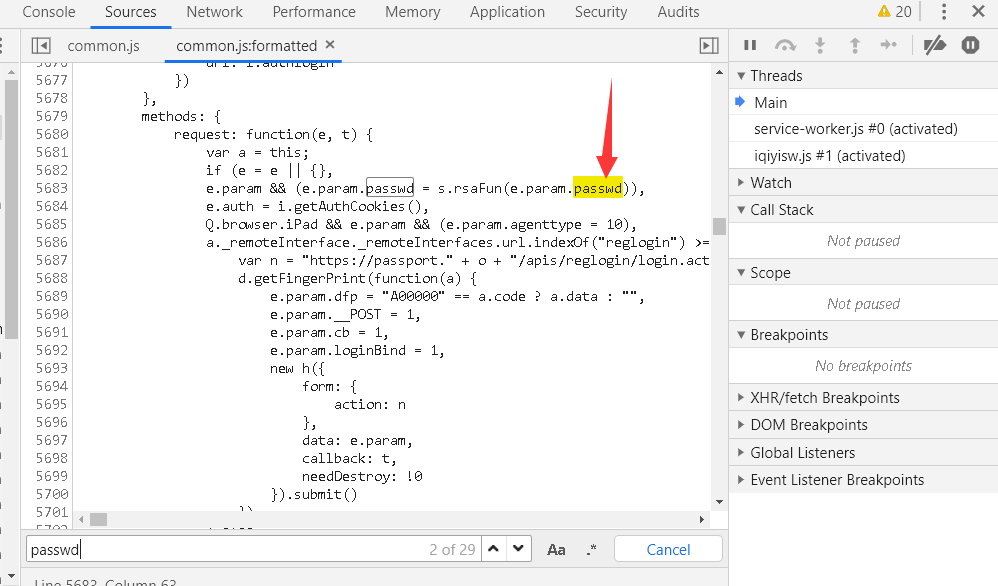 Console Sources Network Performance Memory Application Security Audits 20
common.js common.js:formatted ×
5676 url: i.authlogin
5677 })
5678 },
5679 methods: {
5680 request: function(e, t) {
5681 var a = this;
5682 if (e = e || {},
5683 e.param && (e.param.passwd = s.rsaFun(e.param.passwd)),
5684 e.auth = i.getAuthCookies(),
5685 Q.browser.iPad && e.param && (e.param.agenttype = 10),
5686 a._remoteInterface._remoteInterfaces.url.indexOf("reglogin") >=
5687 var n = "https://passport." + o + "/apis/reglogin/login.act
5688 d.getFingerPrint(function(a) {
5689 e.param.dfp = "A00000" == a.code ? a.data : "",
5690 e.param.__POST = 1,
5691 e.param.cb = 1,
5692 e.param.loginBind = 1,
5693 new h({
5694 form: {
5695 action: n
5696 },
5697 data: e.param,
5698 callback: t,
5699 needDestroy: !0
5700 }).submit()
5701 })
5702
passwd 2 of 29 Aa .* Cancel
Line 5683, Column 63
Threads
Main
service-worker.js #0 (activated)
iqiyisw.js #1 (activated)
Watch
Call Stack
Not paused
Scope
Not paused
Breakpoints
No breakpoints
XHR/fetch Breakpoints
DOM Breakpoints
Global Listeners
Event Listener Breakpoints